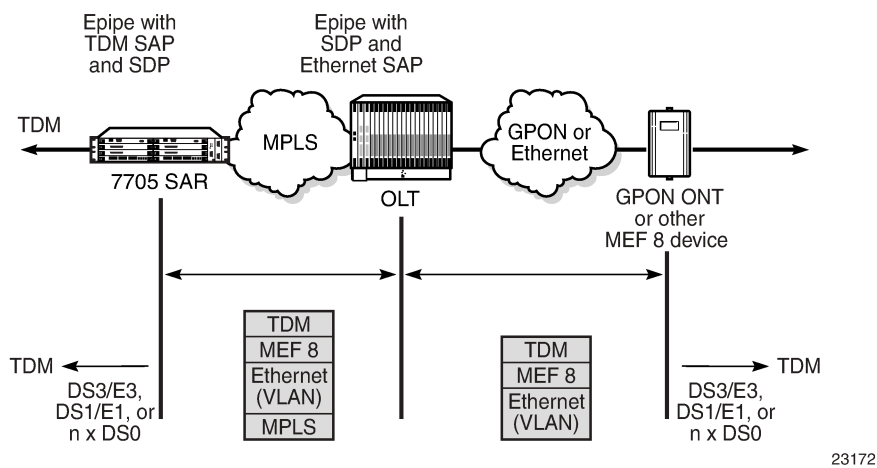 Epipe with
TDM SAP
and SDP
Epipe with
SDP and
Ethernet SAP
TDM
MPLS
GPON or
Ethernet
7705 SAR
OLT
GPON ONT
or other
MEF 8 device
TDM
MEF 8
Ethernet
(VLAN)
MPLS
TDM
MEF 8
Ethernet
(VLAN)
TDM
DS3/E3,
DS1/E1, or
n x DS0
TDM
DS3/E3,
DS1/E1, or
n x DS0
23172